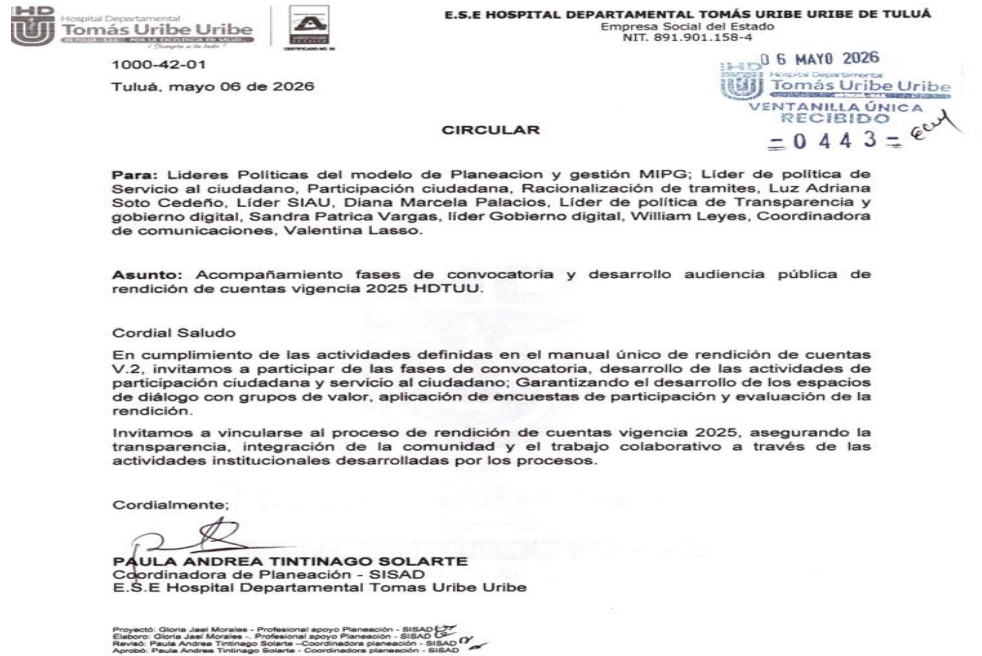 HD
Hospital Departamental
Tomás Uribe Uribe
¡ Siempre a tu lado !
E.S.E HOSPITAL DEPARTAMENTAL TOMÁS URIBE URIBE DE TULUÁ
Empresa Social del Estado
NIT. 891.901.158-4
1000-42-01
Tuluá, mayo 06 de 2026
0 6 MAYO 2026
HD
Hospital Departamental
Tomás Uribe Uribe
VENTANILLA ÚNICA
RECIBIDO
0 4 4 3
CIRCULAR
Para: Lideres Políticas del modelo de Planeacion y gestión MIPG; Líder de política de
Servicio al ciudadano, Participación ciudadana, Racionalización de tramites, Luz Adriana
Soto Cedeño, Líder SIAU, Diana Marcela Palacios, Líder de política de Transparencia y
gobierno digital, Sandra Patrica Vargas, líder Gobierno digital, William Leyes, Coordinadora
de comunicaciones, Valentina Lasso.
Asunto: Acompañamiento fases de convocatoria y desarrollo audiencia pública de
rendición de cuentas vigencia 2025 HDTUU.
Cordial Saludo
En cumplimiento de las actividades definidas en el manual único de rendición de cuentas
V.2, invitamos a participar de las fases de convocatoria, desarrollo de las actividades de
participación ciudadana y servicio al ciudadano; Garantizando el desarrollo de los espacios
de diálogo con grupos de valor, aplicación de encuestas de participación y evaluación de la
rendición.
Invitamos a vincularse al proceso de rendición de cuentas vigencia 2025, asegurando la
transparencia, integración de la comunidad y el trabajo colaborativo a través de las
actividades institucionales desarrolladas por los procesos.
Cordialmente;
PAULA ANDREA TINTINAGO SOLARTE
Coordinadora de Planeación - SISAD
E.S.E Hospital Departamental Tomas Uribe Uribe
Proyectó: Gloria Jael Morales - Profesional apoyo Planeación - SISAD
Elaboro: Gloria Jael Morales -. Profesional apoyo Planeación - SISAD
Revisó: Paula Andrea Tintinago Solarte –Coordinadora planeación - SISAD
Aprobó: Paula Andrea Tintinago Solarte - Coordinadora planeación - SISAD